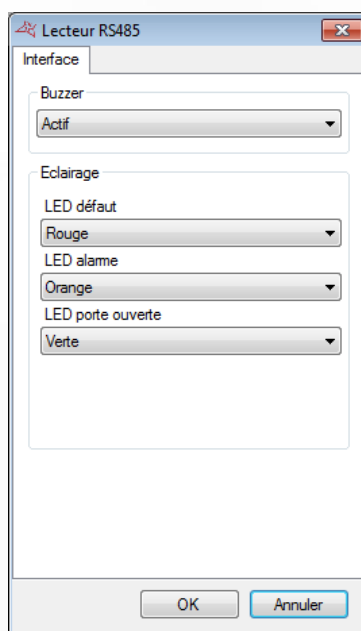 Lecteur RS485
Interface
Buzzer
Actif
Eclairage
LED défaut
Rouge
LED alarme
Orange
LED porte ouverte
Verte
OK Annuler